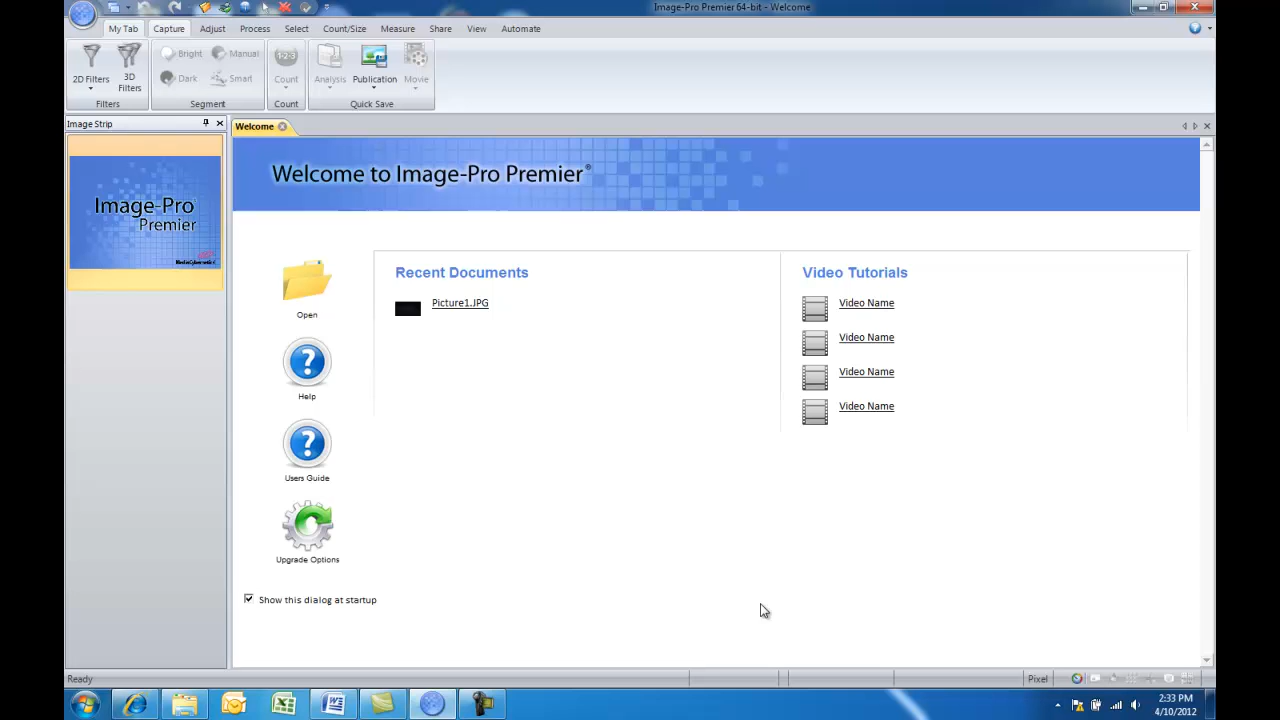 Image-Pro Premier 64-bit - Welcome
My Tab Capture Adjust Process Select Count/Size Measure Share View Automate
2D Filters 3D Filters Bright Manual Dark Smart Count Analysis Publication Movie
Filters Segment Count Quick Save
Image Strip
Welcome
Welcome to Image-Pro Premier®
Image-Pro
Premier
MediaCybernetics
Open
Recent Documents
Picture1.JPG
Video Tutorials
Video Name
Video Name
Video Name
Video Name
Help
Users Guide
Upgrade Options
Show this dialog at startup
Ready Pixel
2:33 PM
4/10/2012